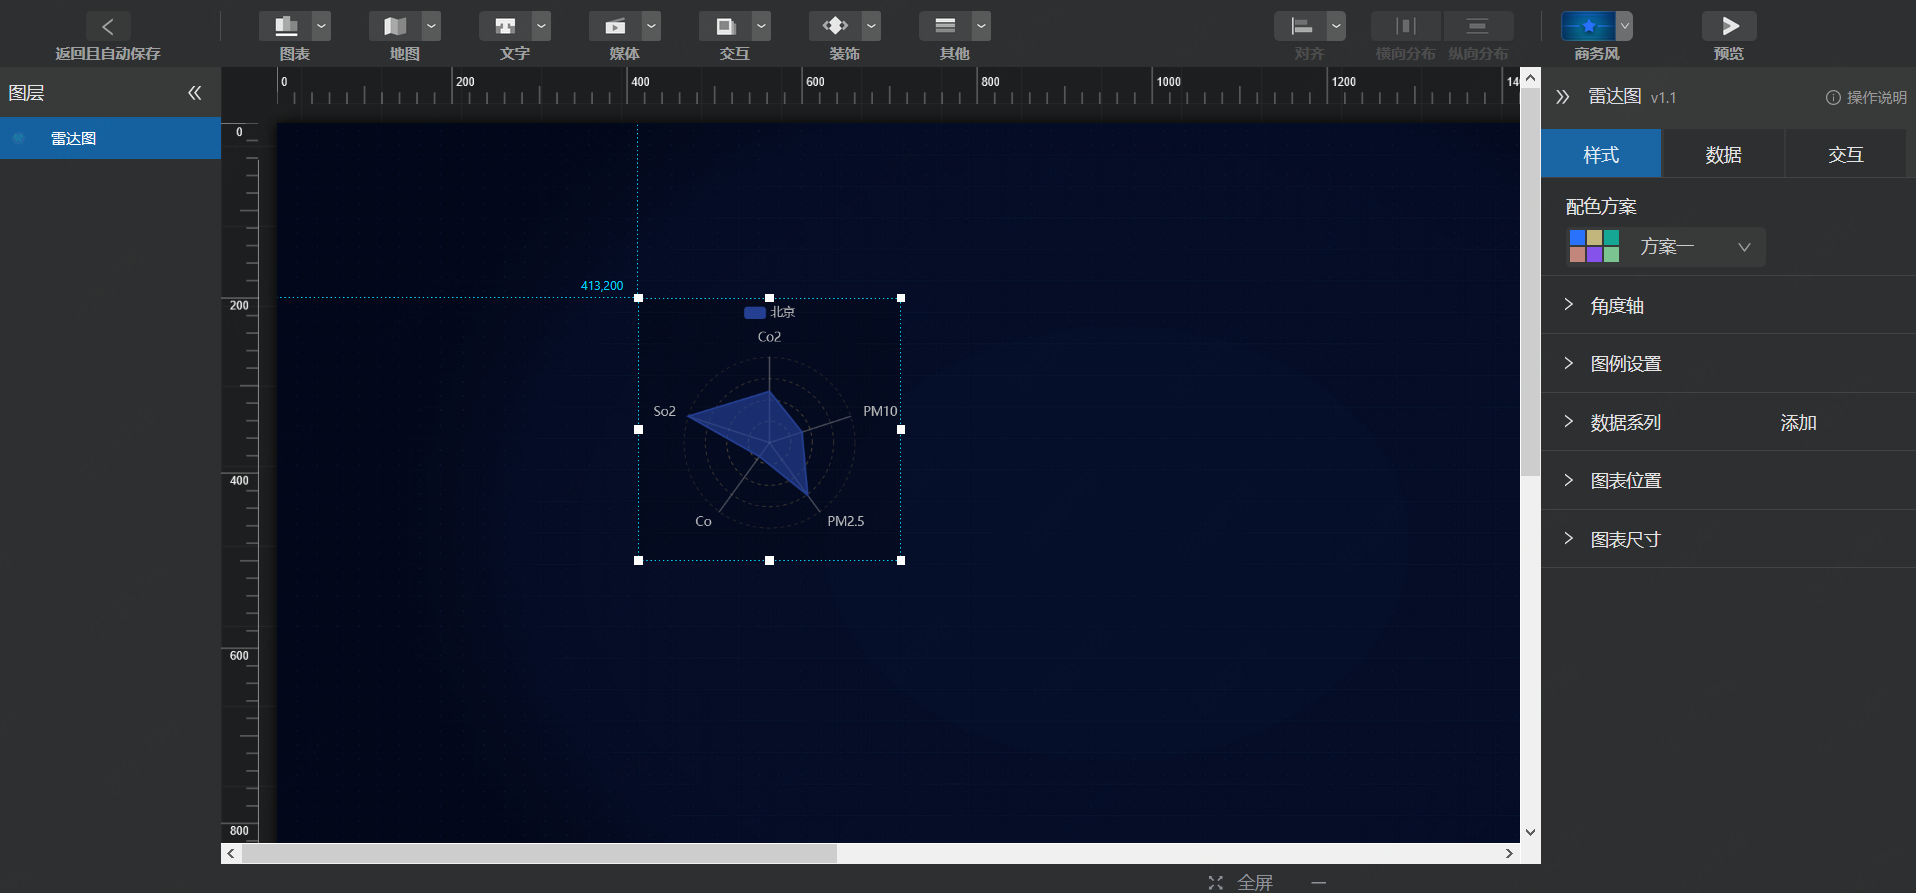 返回且自动保存
图表
地图
文字
媒体
交互
装饰
其他
对齐
横向分布
纵向分布
商务风
预览
图层
雷达图
0
200
400
600
800
1000
1200
0
200
400
600
800
413,200
北京
Co2
So2
PM10
Co
PM2.5
雷达图 v1.1
操作说明
样式
数据
交互
配色方案
方案一
角度轴
图例设置
数据系列
添加
图表位置
图表尺寸
全屏